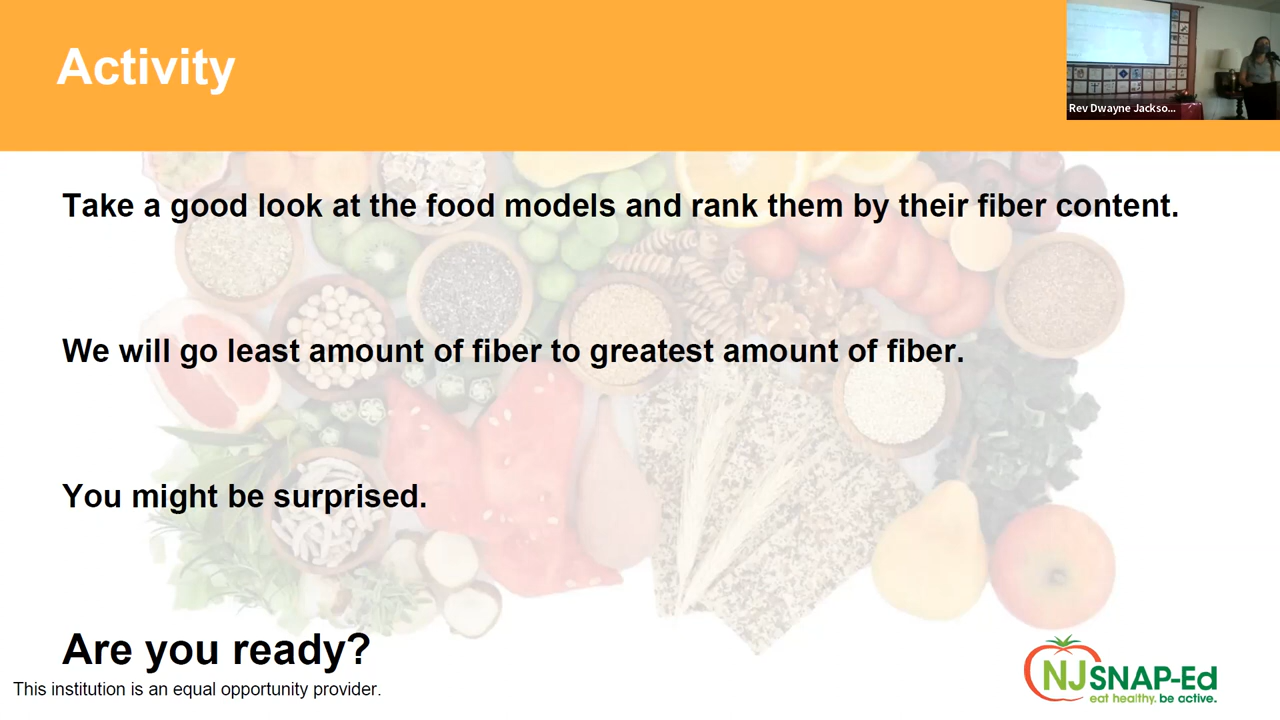 Activity
Rev Dwayne Jackso...
Take a good look at the food models and rank them by their fiber content.
We will go least amount of fiber to greatest amount of fiber.
You might be surprised.
Are you ready?
This institution is an equal opportunity provider.
NJSNAP-Ed
eat healthy. be active.